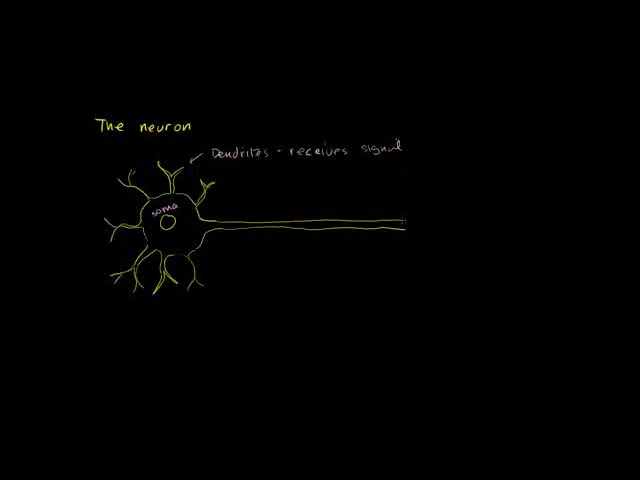 The neuron
Dendrites - receives signal
soma